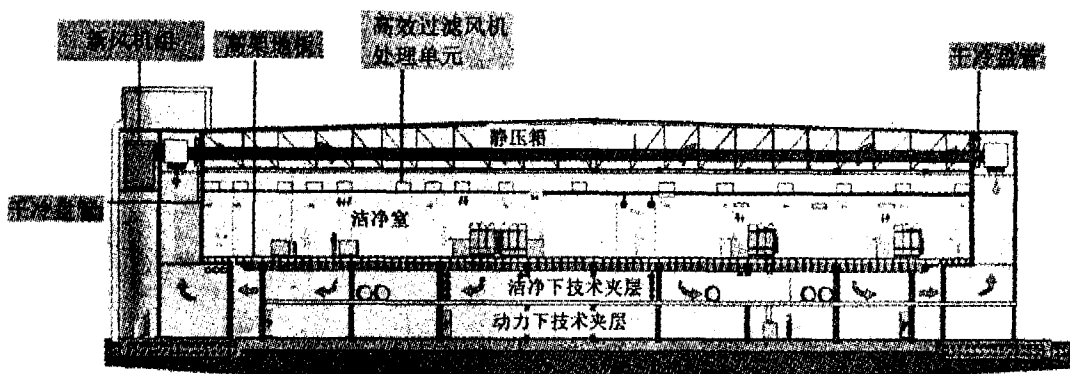 新风机组
高架地板
高效过滤风机
处理单元
干冷盘管
静压箱
干冷盘管
洁净室
洁净下技术夹层
动力下技术夹层